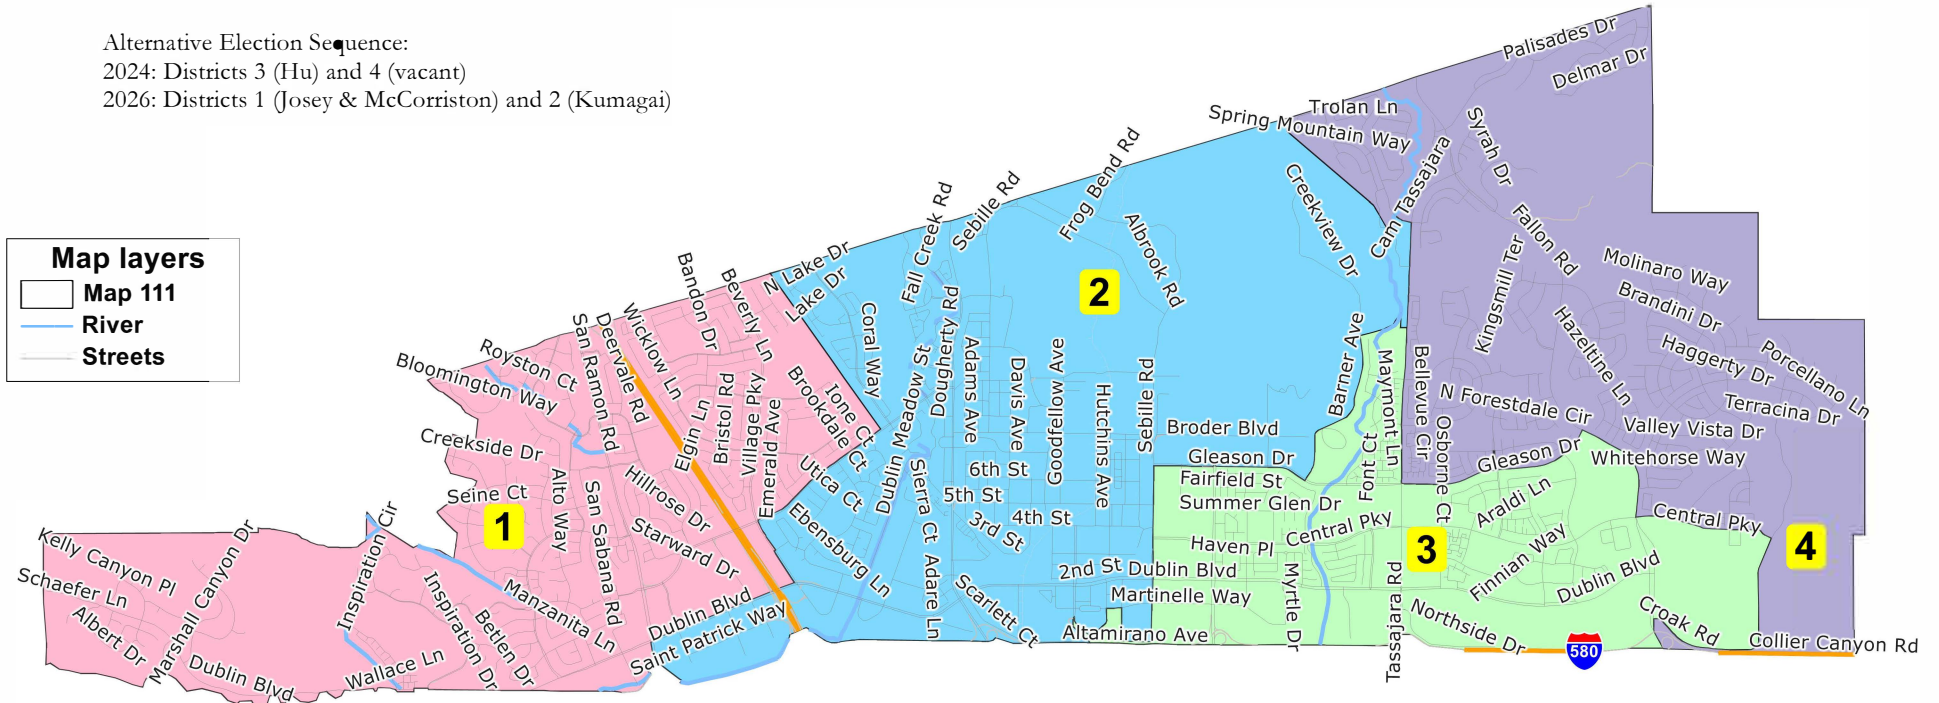 Alternative Election Sequence:
2024: Districts 3 (Hu) and 4 (vacant)
2026: Districts 1 (Josey & McCorriston) and 2 (Kumagai)
Map layers
Map 111
River
Streets
Palisades Dr
Delmar Dr
Trolan Ln
Spring Mountain Way
Syrah Dr
Cam Tassajara
Creekview Dr
Frog Bend Rd
Albrook Rd
Sebille Rd
Fall Creek Rd
N Lake Dr
Lake Dr
Fallon Rd
Kingsmill Ter
Molinaro Way
Brandini Dr
Hazeltine Ln
Haggerty Dr
Porcellano Ln
Terracina Dr
N Forestdale Cir
Valley Vista Dr
Whitehorse Way
Gleason Dr
Bandon Dr
Beverly Ln
Wicklow Ln
Deervale Rd
San Ramon Rd
Royston Ct
Bloomington Way
Creekside Dr
Seine Ct
1
Alto Way
San Sabana Rd
Hillrose Dr
Starward Dr
Elgin Ln
Bristol Rd
Village Pky
Emerald Ave
Brookdale Ct
Ione Ct
Utica Ct
Coral Way
Dublin Meadow St
Dougherty Rd
Adams Ave
Davis Ave
Goodfellow Ave
Hutchins Ave
Sebille Rd
2
Barner Ave
Maymont Ln
Bellevue Cir
Osborne Ct
Font Ct
Broder Blvd
Gleason Dr
Fairfield St
Summer Glen Dr
Central Pky
Haven Pl
Dublin Blvd
Martinelle Way
Myrtle Dr
Tassajara Rd
Araldi Ln
Finnian Way
Dublin Blvd
Northside Dr
3
Central Pky
4
Croak Rd
Collier Canyon Rd
580
6th St
5th St
4th St
3rd St
2nd St
Sierra Ct
Adare Ln
Scarlett Ct
Altamirano Ave
Ebensburg Ln
Dublin Blvd
Saint Patrick Way
Kelly Canyon Pl
Schaefer Ln
Albert Dr
Marshall Canyon Dr
Dublin Blvd
Inspiration Cir
Wallace Ln
Inspiration Dr
Betlen Dr
Manzanita Ln